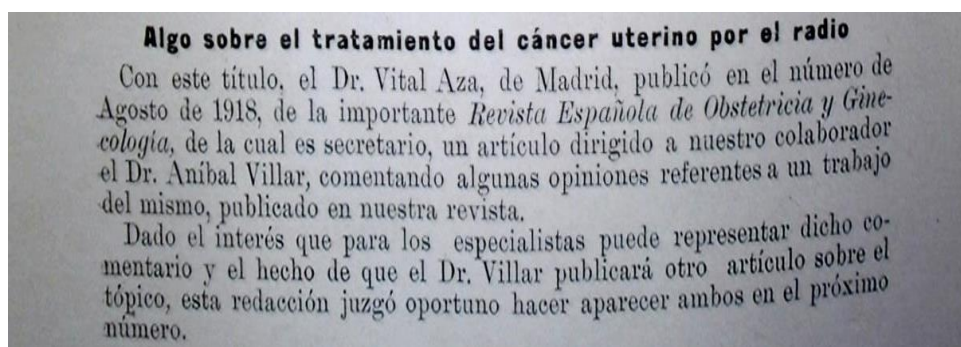 Algo sobre el tratamiento del cáncer uterino por el radio
Con este título, el Dr. Vital Aza, de Madrid, publicó en el número de
Agosto de 1918, de la importante Revista Española de Obstetricia y Gine-
cología, de la cual es secretario, un artículo dirigido a nuestro colaborador
el Dr. Aníbal Villar, comentando algunas opiniones referentes a un trabajo
del mismo, publicado en nuestra revista.
Dado el interés que para los especialistas puede representar dicho co-
mentario y el hecho de que el Dr. Villar publicará otro artículo sobre el
tópico, esta redacción juzgó oportuno hacer aparecer ambos en el próximo
número.